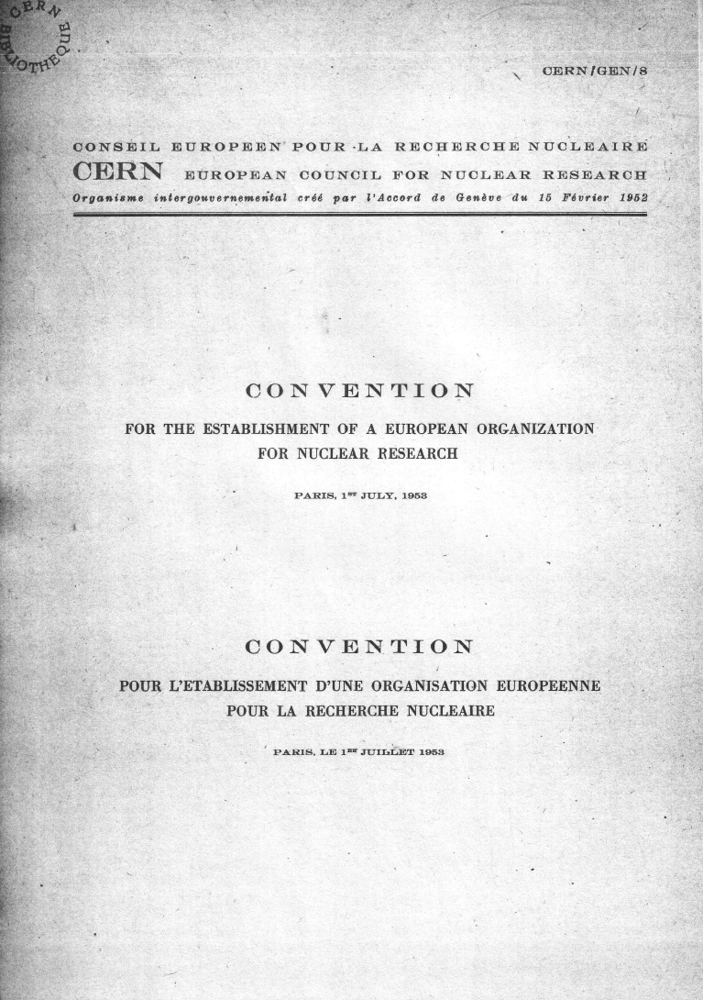 CERN
BIBLIOTHEQUE
CERN/GEN/8
CONSEIL EUROPEEN POUR LA RECHERCHE NUCLEAIRE
CERN EUROPEAN COUNCIL FOR NUCLEAR RESEARCH
Organisme intergouvernemental créé par l'Accord de Genève du 15 Février 1952
CONVENTION
FOR THE ESTABLISHMENT OF A EUROPEAN ORGANIZATION
FOR NUCLEAR RESEARCH
PARIS, 1ST JULY, 1953
CONVENTION
POUR L'ETABLISSEMENT D'UNE ORGANISATION EUROPEENNE
POUR LA RECHERCHE NUCLEAIRE
PARIS, LE 1ER JUILLET 1953